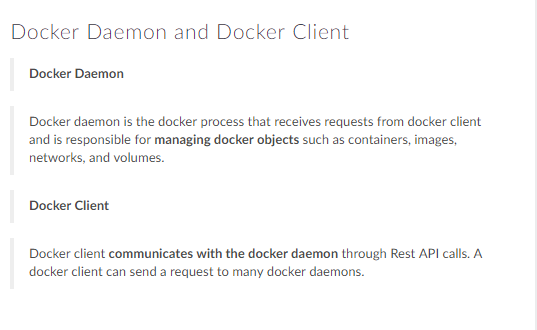 Docker Daemon and Docker Client
Docker Daemon
Docker daemon is the docker process that receives requests from docker client
and is responsible for managing docker objects such as containers, images,
networks, and volumes.
Docker Client
Docker client communicates with the docker daemon through Rest API calls. A
docker client can send a request to many docker daemons.